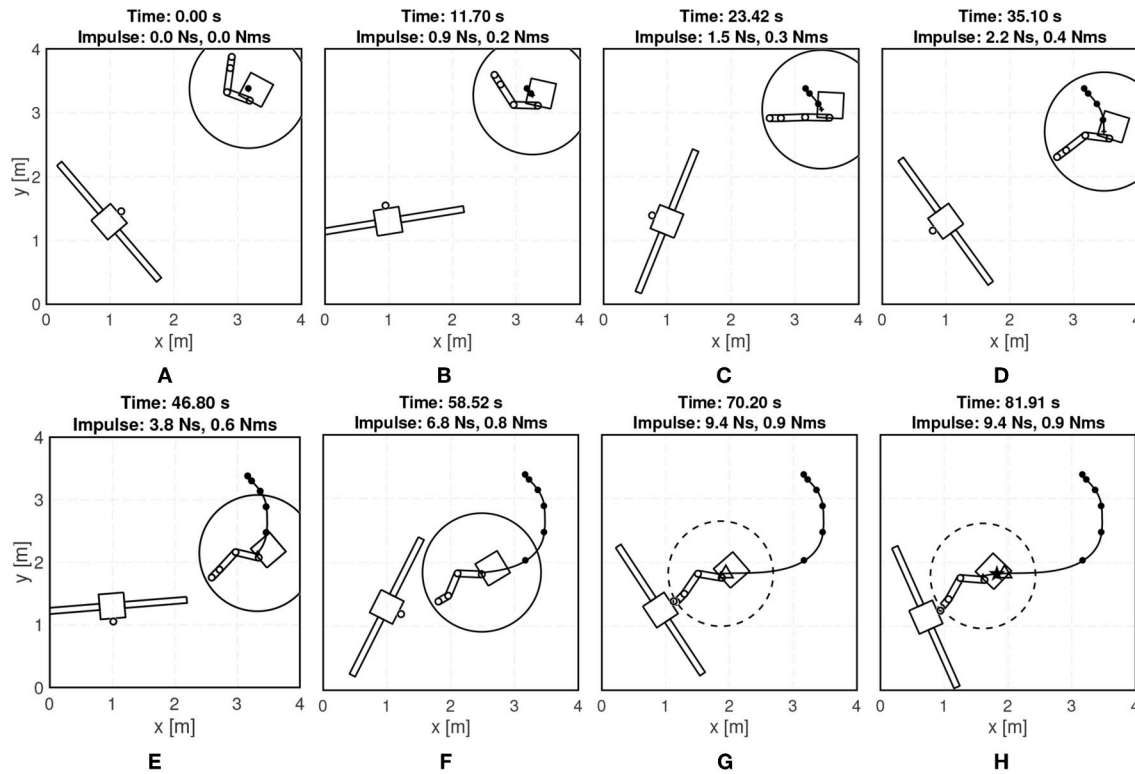 Time: 0.00 s
Impulse: 0.0 Ns, 0.0 Nms
4
3
2
1
0
y [m]
0 1 2 3 4
x [m]
A
Time: 11.70 s
Impulse: 0.9 Ns, 0.2 Nms
0 1 2 3 4
x [m]
B
Time: 23.42 s
Impulse: 1.5 Ns, 0.3 Nms
0 1 2 3 4
x [m]
C
Time: 35.10 s
Impulse: 2.2 Ns, 0.4 Nms
0 1 2 3 4
x [m]
D
Time: 46.80 s
Impulse: 3.8 Ns, 0.6 Nms
4
3
2
1
0
y [m]
0 1 2 3 4
x [m]
E
Time: 58.52 s
Impulse: 6.8 Ns, 0.8 Nms
0 1 2 3 4
x [m]
F
Time: 70.20 s
Impulse: 9.4 Ns, 0.9 Nms
0 1 2 3 4
x [m]
G
Time: 81.91 s
Impulse: 9.4 Ns, 0.9 Nms
0 1 2 3 4
x [m]
H